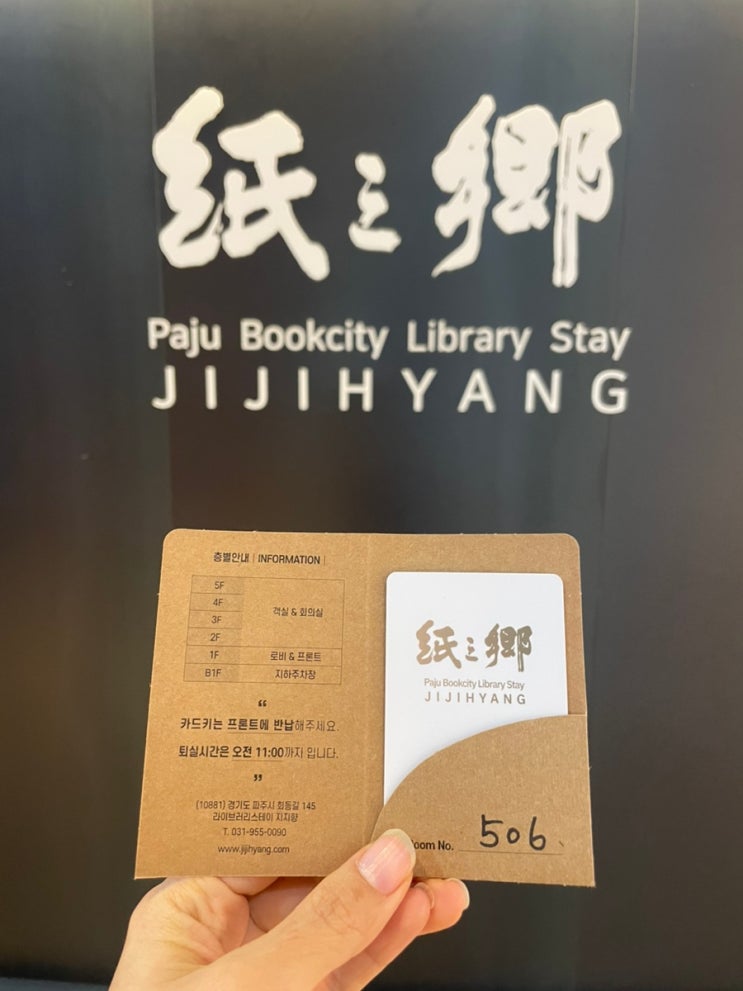 紙之鄕
Paju Bookcity Library Stay
JIJIHYANG
층별안내 | INFORMATION |
5F
4F
객실 & 회의실
3F
2F
1F 로비 & 프론트
B1F 지하주차장
“
카드키는 프론트에 반납해주세요.
퇴실시간은 오전 11:00까지 입니다.
”
(10881) 경기도 파주시 회동길 145
라이브러리스테이 지지향
T. 031-955-0090
www.jijihyang.com
紙之鄕
Paju Bookcity Library Stay
JIJIHYANG
oom No. 506